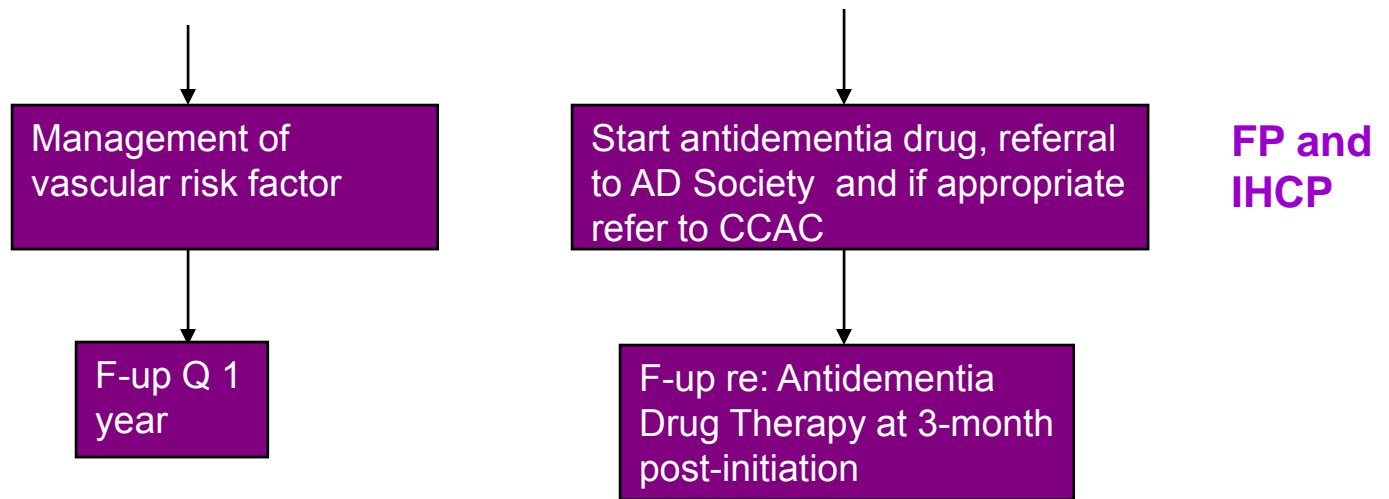 Management of
vascular risk factor
Start antidementia drug, referral
to AD Society and if appropriate
refer to CCAC
FP and
IHCP
F-up Q 1
year
F-up re: Antidementia
Drug Therapy at 3-month
post-initiation